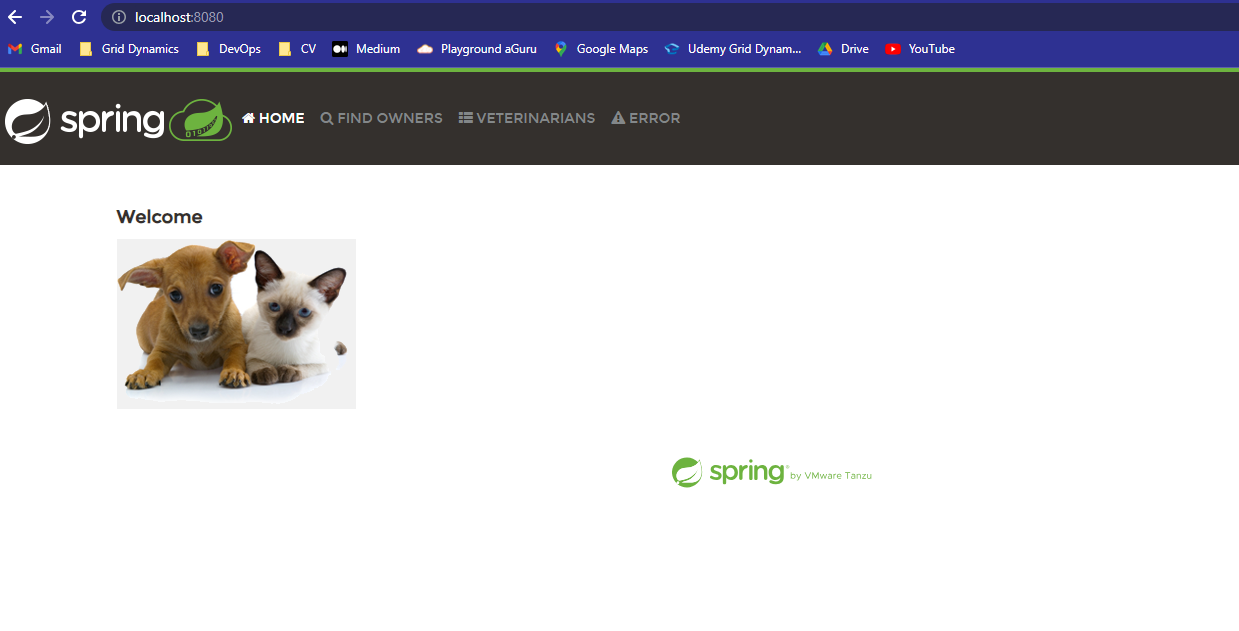 localhost:8080
Gmail Grid Dynamics DevOps CV Medium Playground aGuru Google Maps Udemy Grid Dynam... Drive YouTube
spring HOME FIND OWNERS VETERINARIANS ERROR
Welcome
spring by VMware Tanzu